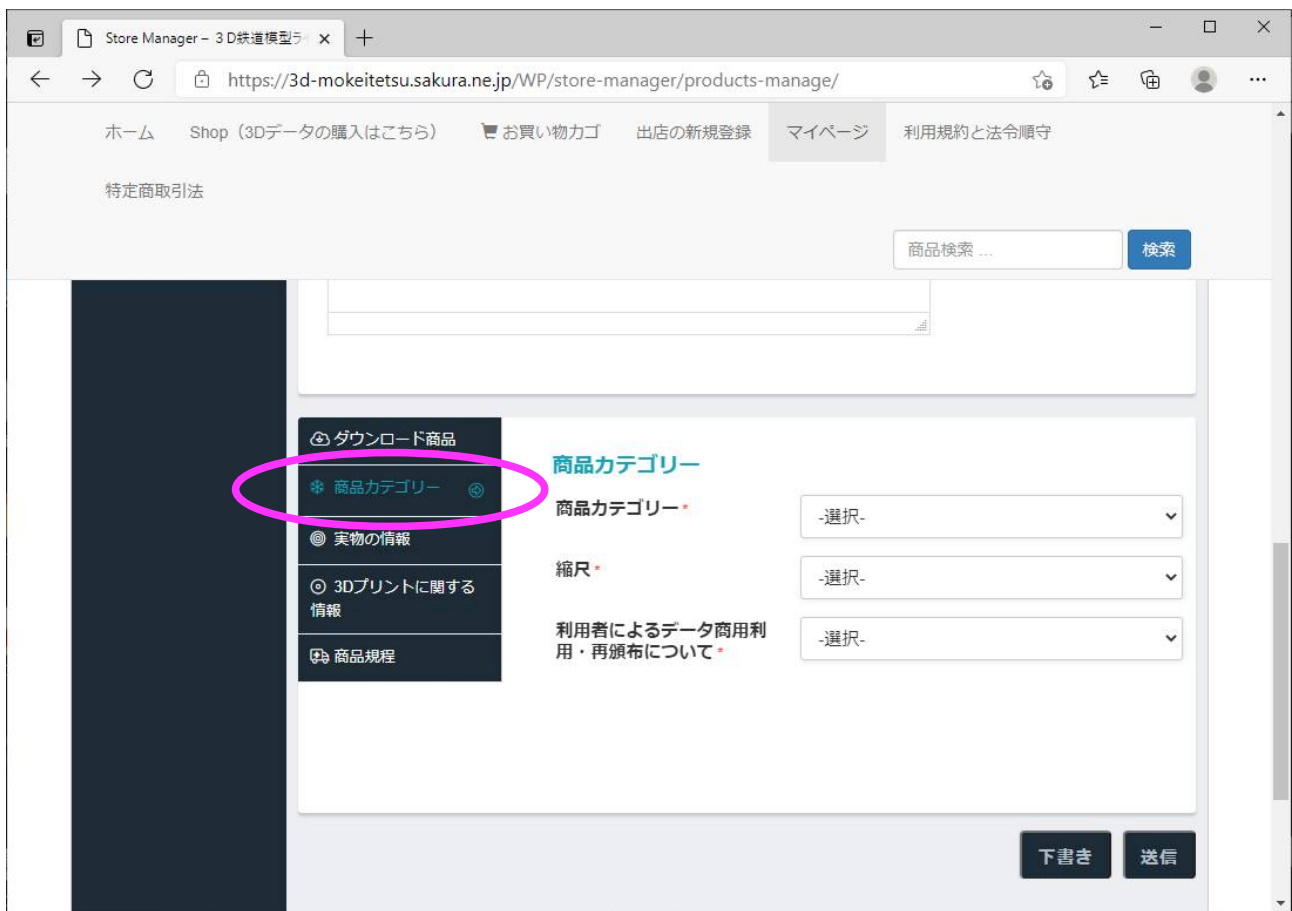 Store Manager – 3D鉄道模型ラ
https://3d-mokeitetsu.sakura.ne.jp/WP/store-manager/products-manage/
ホーム Shop（3Dデータの購入はこちら） お買い物カゴ 出店の新規登録 マイページ 利用規約と法令順守
特定商取引法
商品検索 ... 検索
ダウンロード商品
商品カテゴリー
実物の情報
3Dプリントに関する
情報
商品規程
商品カテゴリー
商品カテゴリー* -選択-
縮尺* -選択-
利用者によるデータ商用利
用・再頒布について* -選択-
下書き 送信